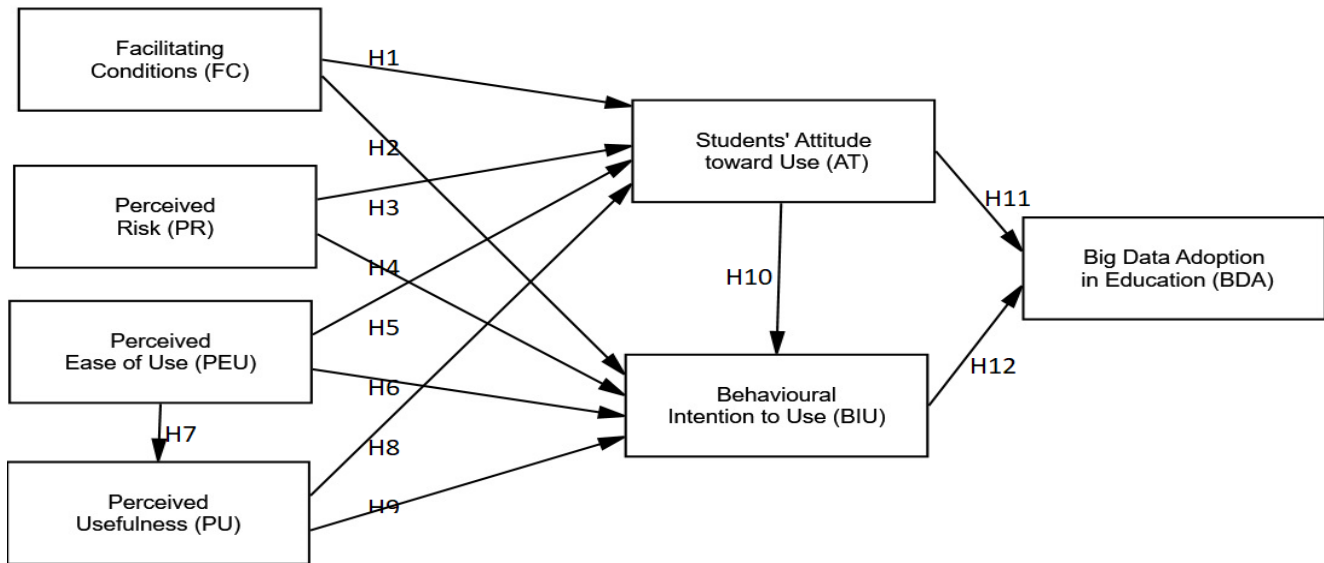 Facilitating
Conditions (FC)
H1
H2
Students' Attitude
toward Use (AT)
Perceived
Risk (PR)
H3
H11
H4
H10
Big Data Adoption
in Education (BDA)
Perceived
Ease of Use (PEU)
H5
H6
Behavioural
Intention to Use (BIU)
H12
H7
H8
Perceived
Usefulness (PU)
H9